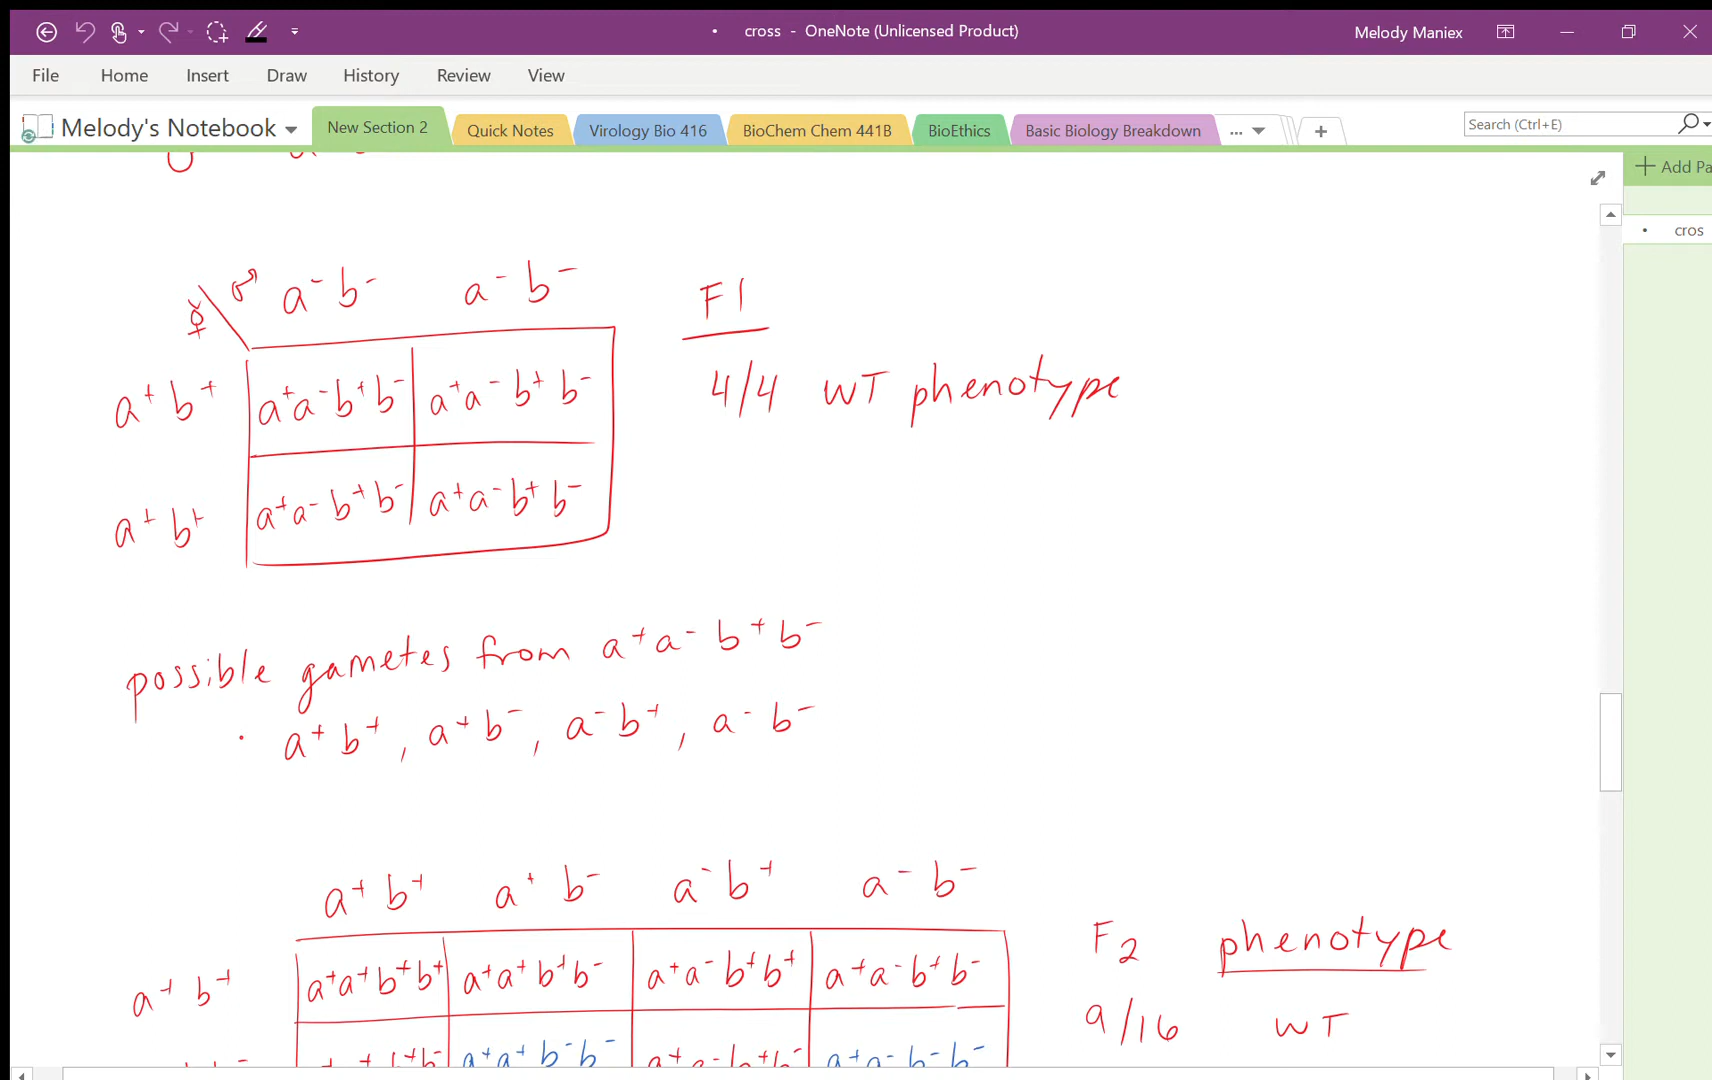 cross - OneNote (Unlicensed Product)
Melody Maniex
File Home Insert Draw History Review View
Melody's Notebook New Section 2 Quick Notes Virology Bio 416 BioChem Chem 441B BioEthics Basic Biology Breakdown ... +
Search (Ctrl+E)
+ Add Pa
• cros
♀ ♂ a⁻b⁻ a⁻b⁻
F1
a⁺b⁺ a⁺a⁻b⁺b⁻ a⁺a⁻b⁺b⁻
4/4 WT phenotype
a⁺b⁺ a⁺a⁻b⁺b⁻ a⁺a⁻b⁺b⁻
possible gametes from a⁺a⁻b⁺b⁻
• a⁺b⁺, a⁺b⁻, a⁻b⁺, a⁻b⁻
a⁺b⁺ a⁺b⁻ a⁻b⁺ a⁻b⁻
F2 phenotype
a⁺b⁺ a⁺a⁺b⁺b⁺ a⁺a⁺b⁺b⁻ a⁺a⁻b⁺b⁺ a⁺a⁻b⁺b⁻
9/16 WT
a⁺a⁺b⁻b⁻ a⁺a⁻b⁺b⁻ a⁺a⁻b⁻b⁻